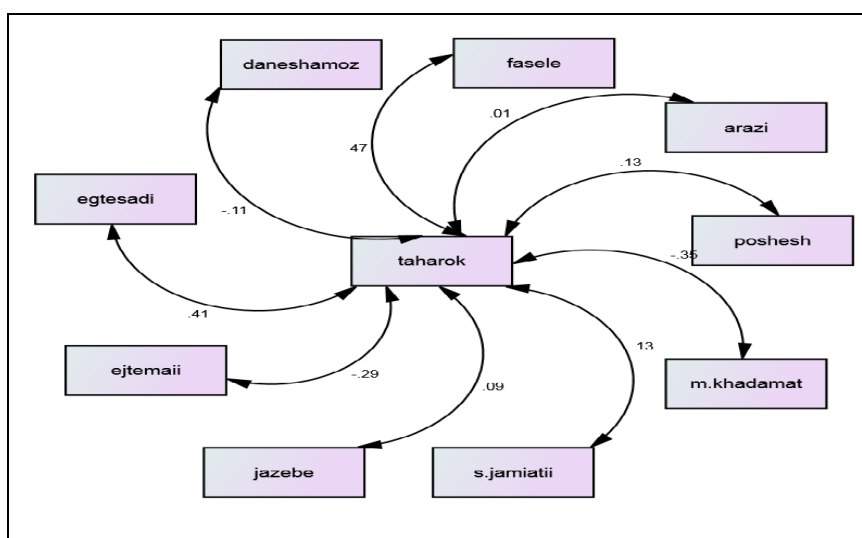 daneshamoz
fasele
.01
arazi
47
.13
egtesadi
-.11
poshesh
taharok
-.35
.41
13
ejtemaii
-.29
.09
m.khadamat
jazebe
s.jamiatii